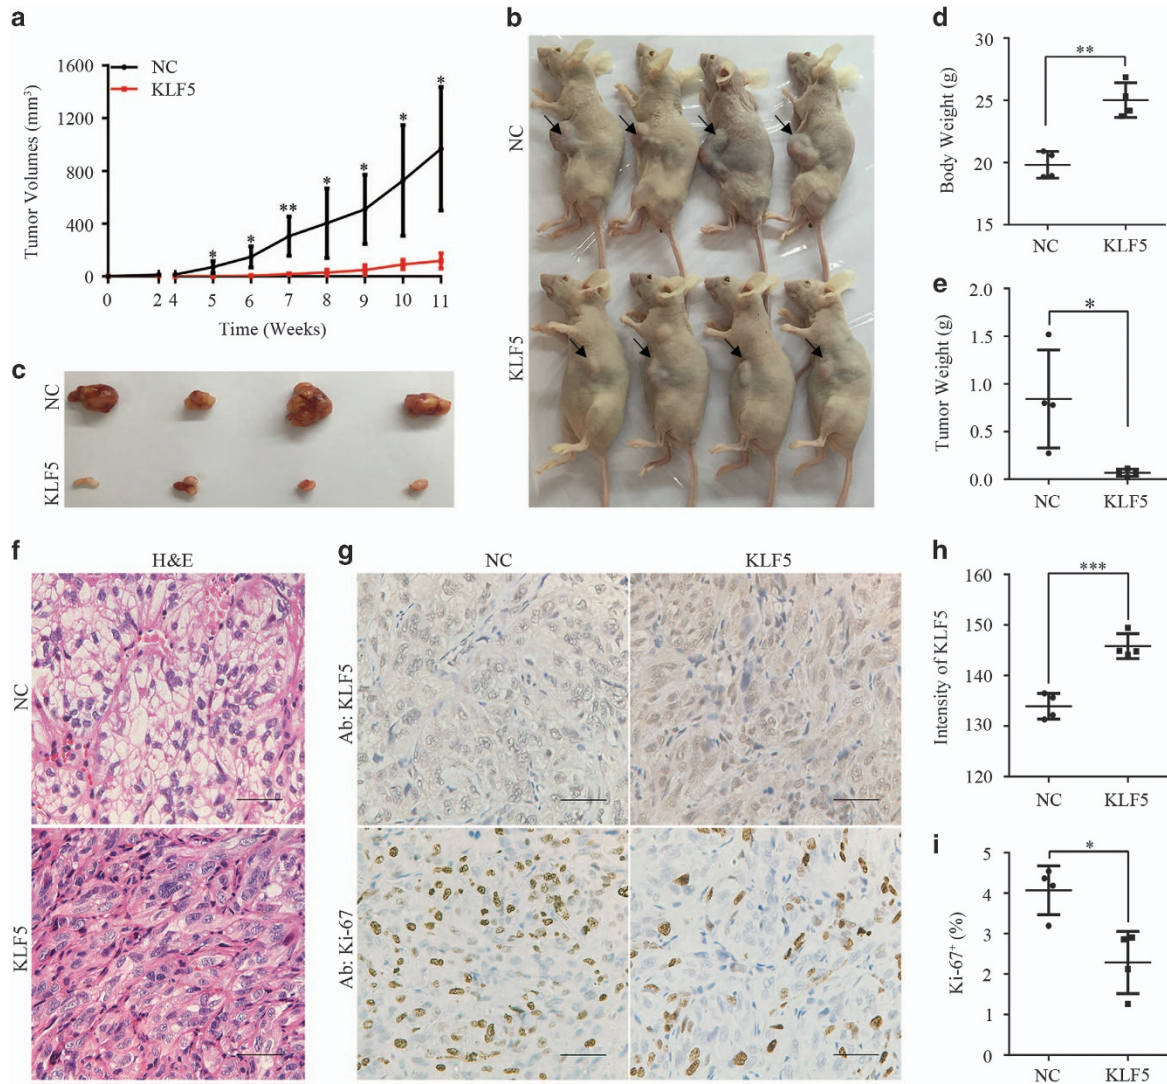 a
Tumor Volumes (mm³)
1600
1200
800
400
0
NC
KLF5
*
*
**
*
*
*
*
0 2 4 5 6 7 8 9 10 11
Time (Weeks)
b
NC
KLF5
c
NC
KLF5
d
Body Weight (g)
30
25
20
15
**
NC KLF5
e
Tumor Weight (g)
2.0
1.5
1.0
0.5
0.0
*
NC KLF5
f
H&E
NC
KLF5
g
NC KLF5
Ab: KLF5
Ab: Ki-67
h
Intensity of KLF5
160
150
140
130
120
***
NC KLF5
i
Ki-67⁺ (%)
5
4
3
2
1
0
*
NC KLF5